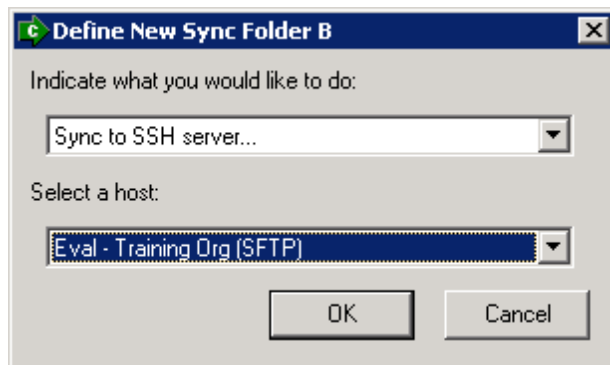 Define New Sync Folder B
Indicate what you would like to do:
Sync to SSH server...
Select a host:
Eval - Training Org (SFTP)
OK
Cancel